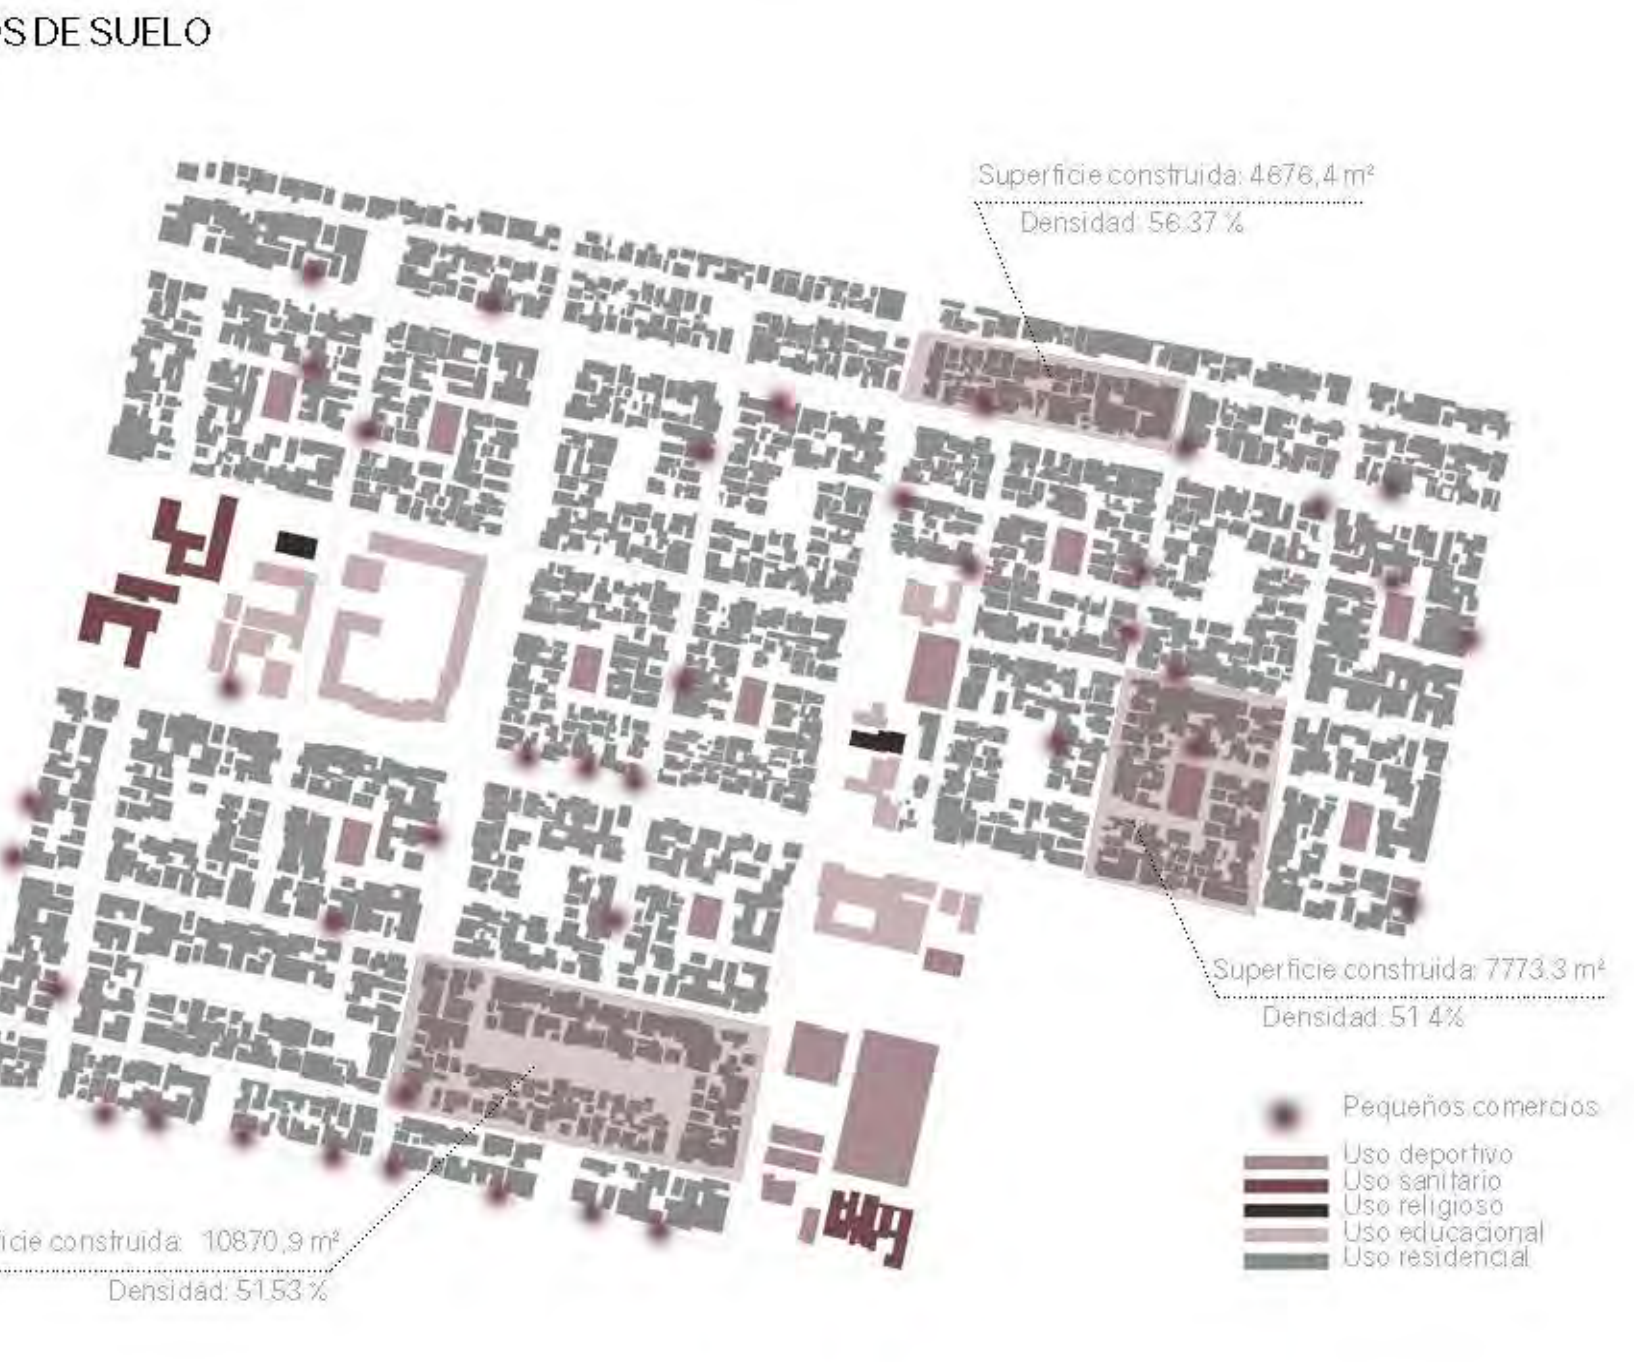 OS DE SUELO
Superficie construida: 4676,4 m²
Densidad: 56.37 %
Superficie construida: 7773.3 m²
Densidad: 51.4%
Pequeños comercios
Uso deportivo
Uso sanitario
Uso religioso
Uso educacional
Uso residencial
icie construida: 10870,9 m²
Densidad: 51.53 %